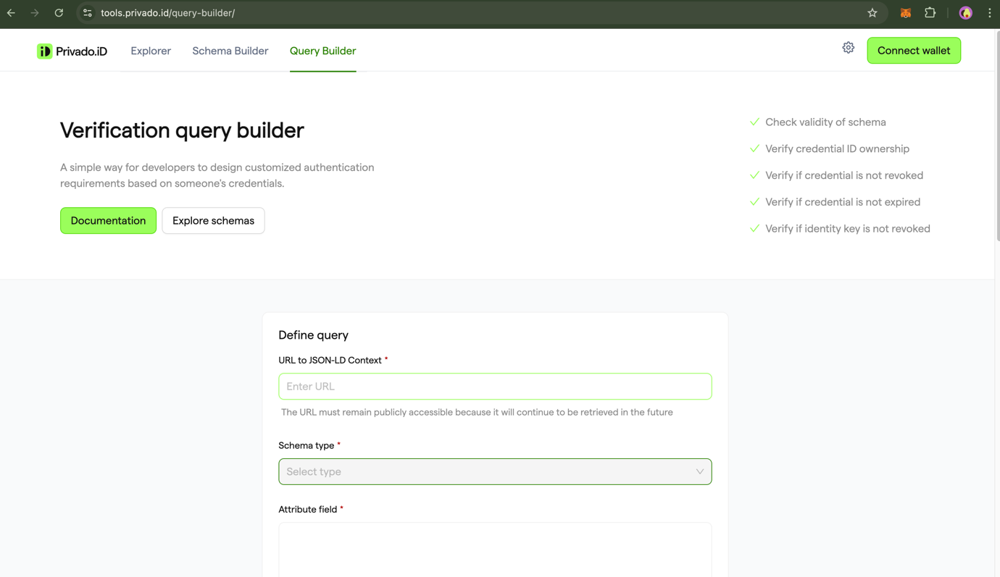 tools.privado.id/query-builder/
iD Privado.iD
Explorer
Schema Builder
Query Builder
Connect wallet
Verification query builder
A simple way for developers to design customized authentication
requirements based on someone's credentials.
Documentation
Explore schemas
Check validity of schema
Verify credential ID ownership
Verify if credential is not revoked
Verify if credential is not expired
Verify if identity key is not revoked
Define query
URL to JSON-LD Context *
Enter URL
The URL must remain publicly accessible because it will continue to be retrieved in the future
Schema type *
Select type
Attribute field *